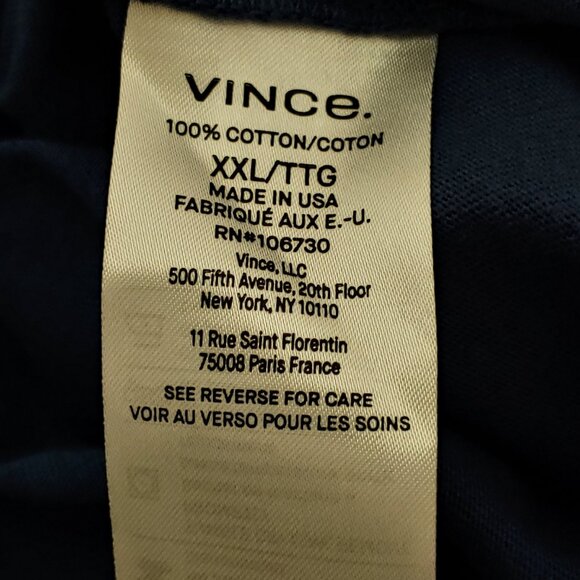 VINCE.
100% COTTON/COTON
XXL/TTG
MADE IN USA
FABRIQUÉ AUX E.-U.
RN#106730
Vince, LLC
500 Fifth Avenue, 20th Floor
New York, NY 10110
11 Rue Saint Florentin
75008 Paris France
SEE REVERSE FOR CARE
VOIR AU VERSO POUR LES SOINS